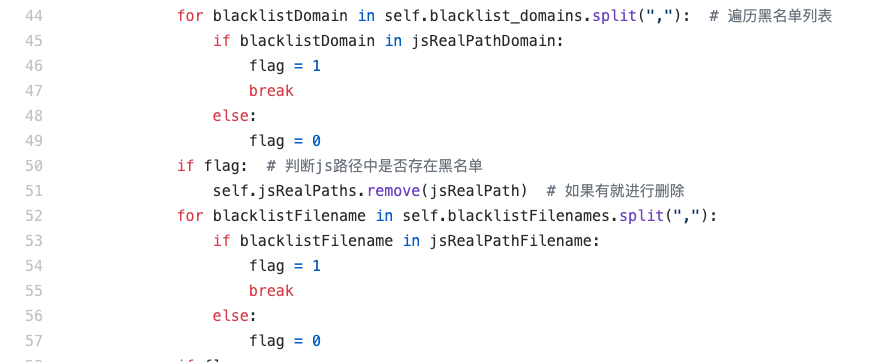 44 for blacklistDomain in self.blacklist_domains.split(","):  # 遍历黑名单列表
45 if blacklistDomain in jsRealPathDomain:
46 flag = 1
47 break
48 else:
49 flag = 0
50 if flag:  # 判断js路径中是否存在黑名单
51 self.jsRealPaths.remove(jsRealPath)  # 如果有就进行删除
52 for blacklistFilename in self.blacklistFilenames.split(","):
53 if blacklistFilename in jsRealPathFilename:
54 flag = 1
55 break
56 else:
57 flag = 0